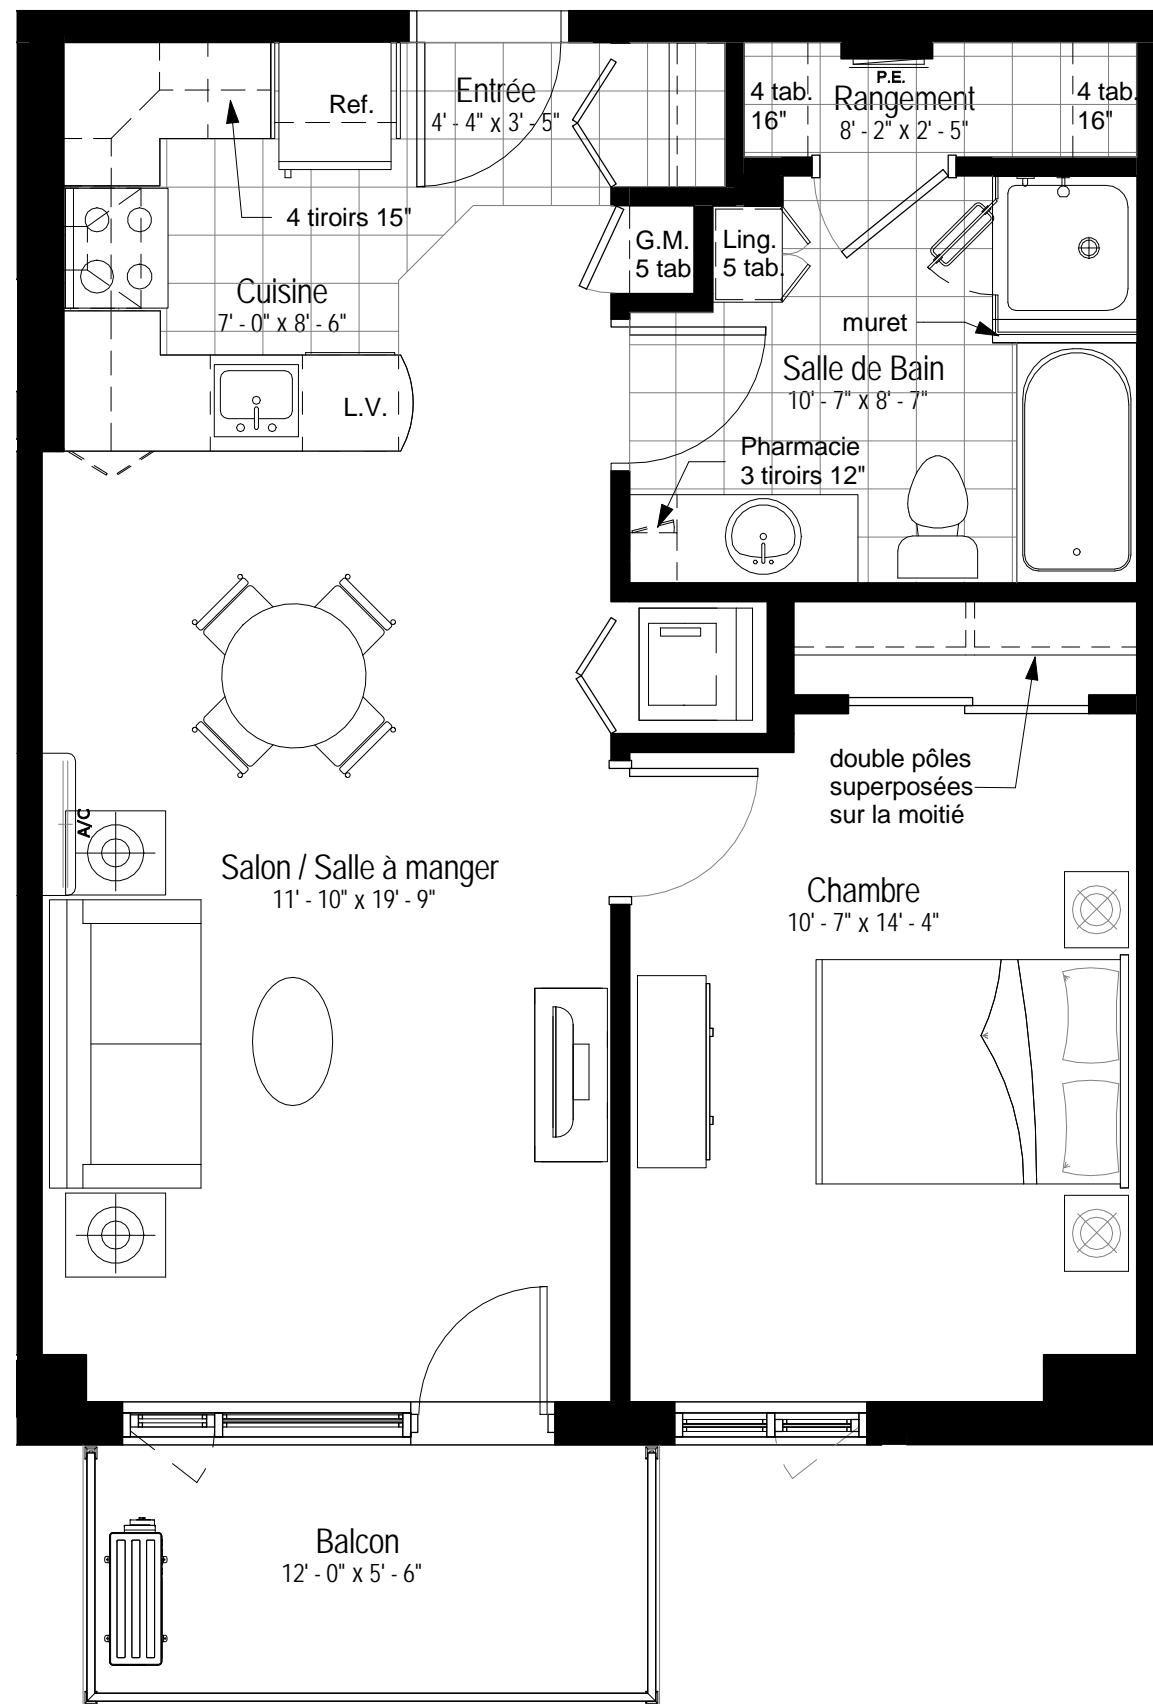 Entrée
4' - 4" x 3' - 5"
Ref.
4 tab.
16"
P.E.
Rangement
8' - 2" x 2' - 5"
4 tab.
16"
4 tiroirs 15"
G.M.
5 tab
Ling.
5 tab.
Cuisine
7' - 0" x 8' - 6"
muret
L.V.
Salle de Bain
10' - 7" x 8' - 7"
Pharmacie
3 tiroirs 12"
double pôles
superposées
sur la moitié
A/C
Salon / Salle à manger
11' - 10" x 19' - 9"
Chambre
10' - 7" x 14' - 4"
Balcon
12' - 0" x 5' - 6"